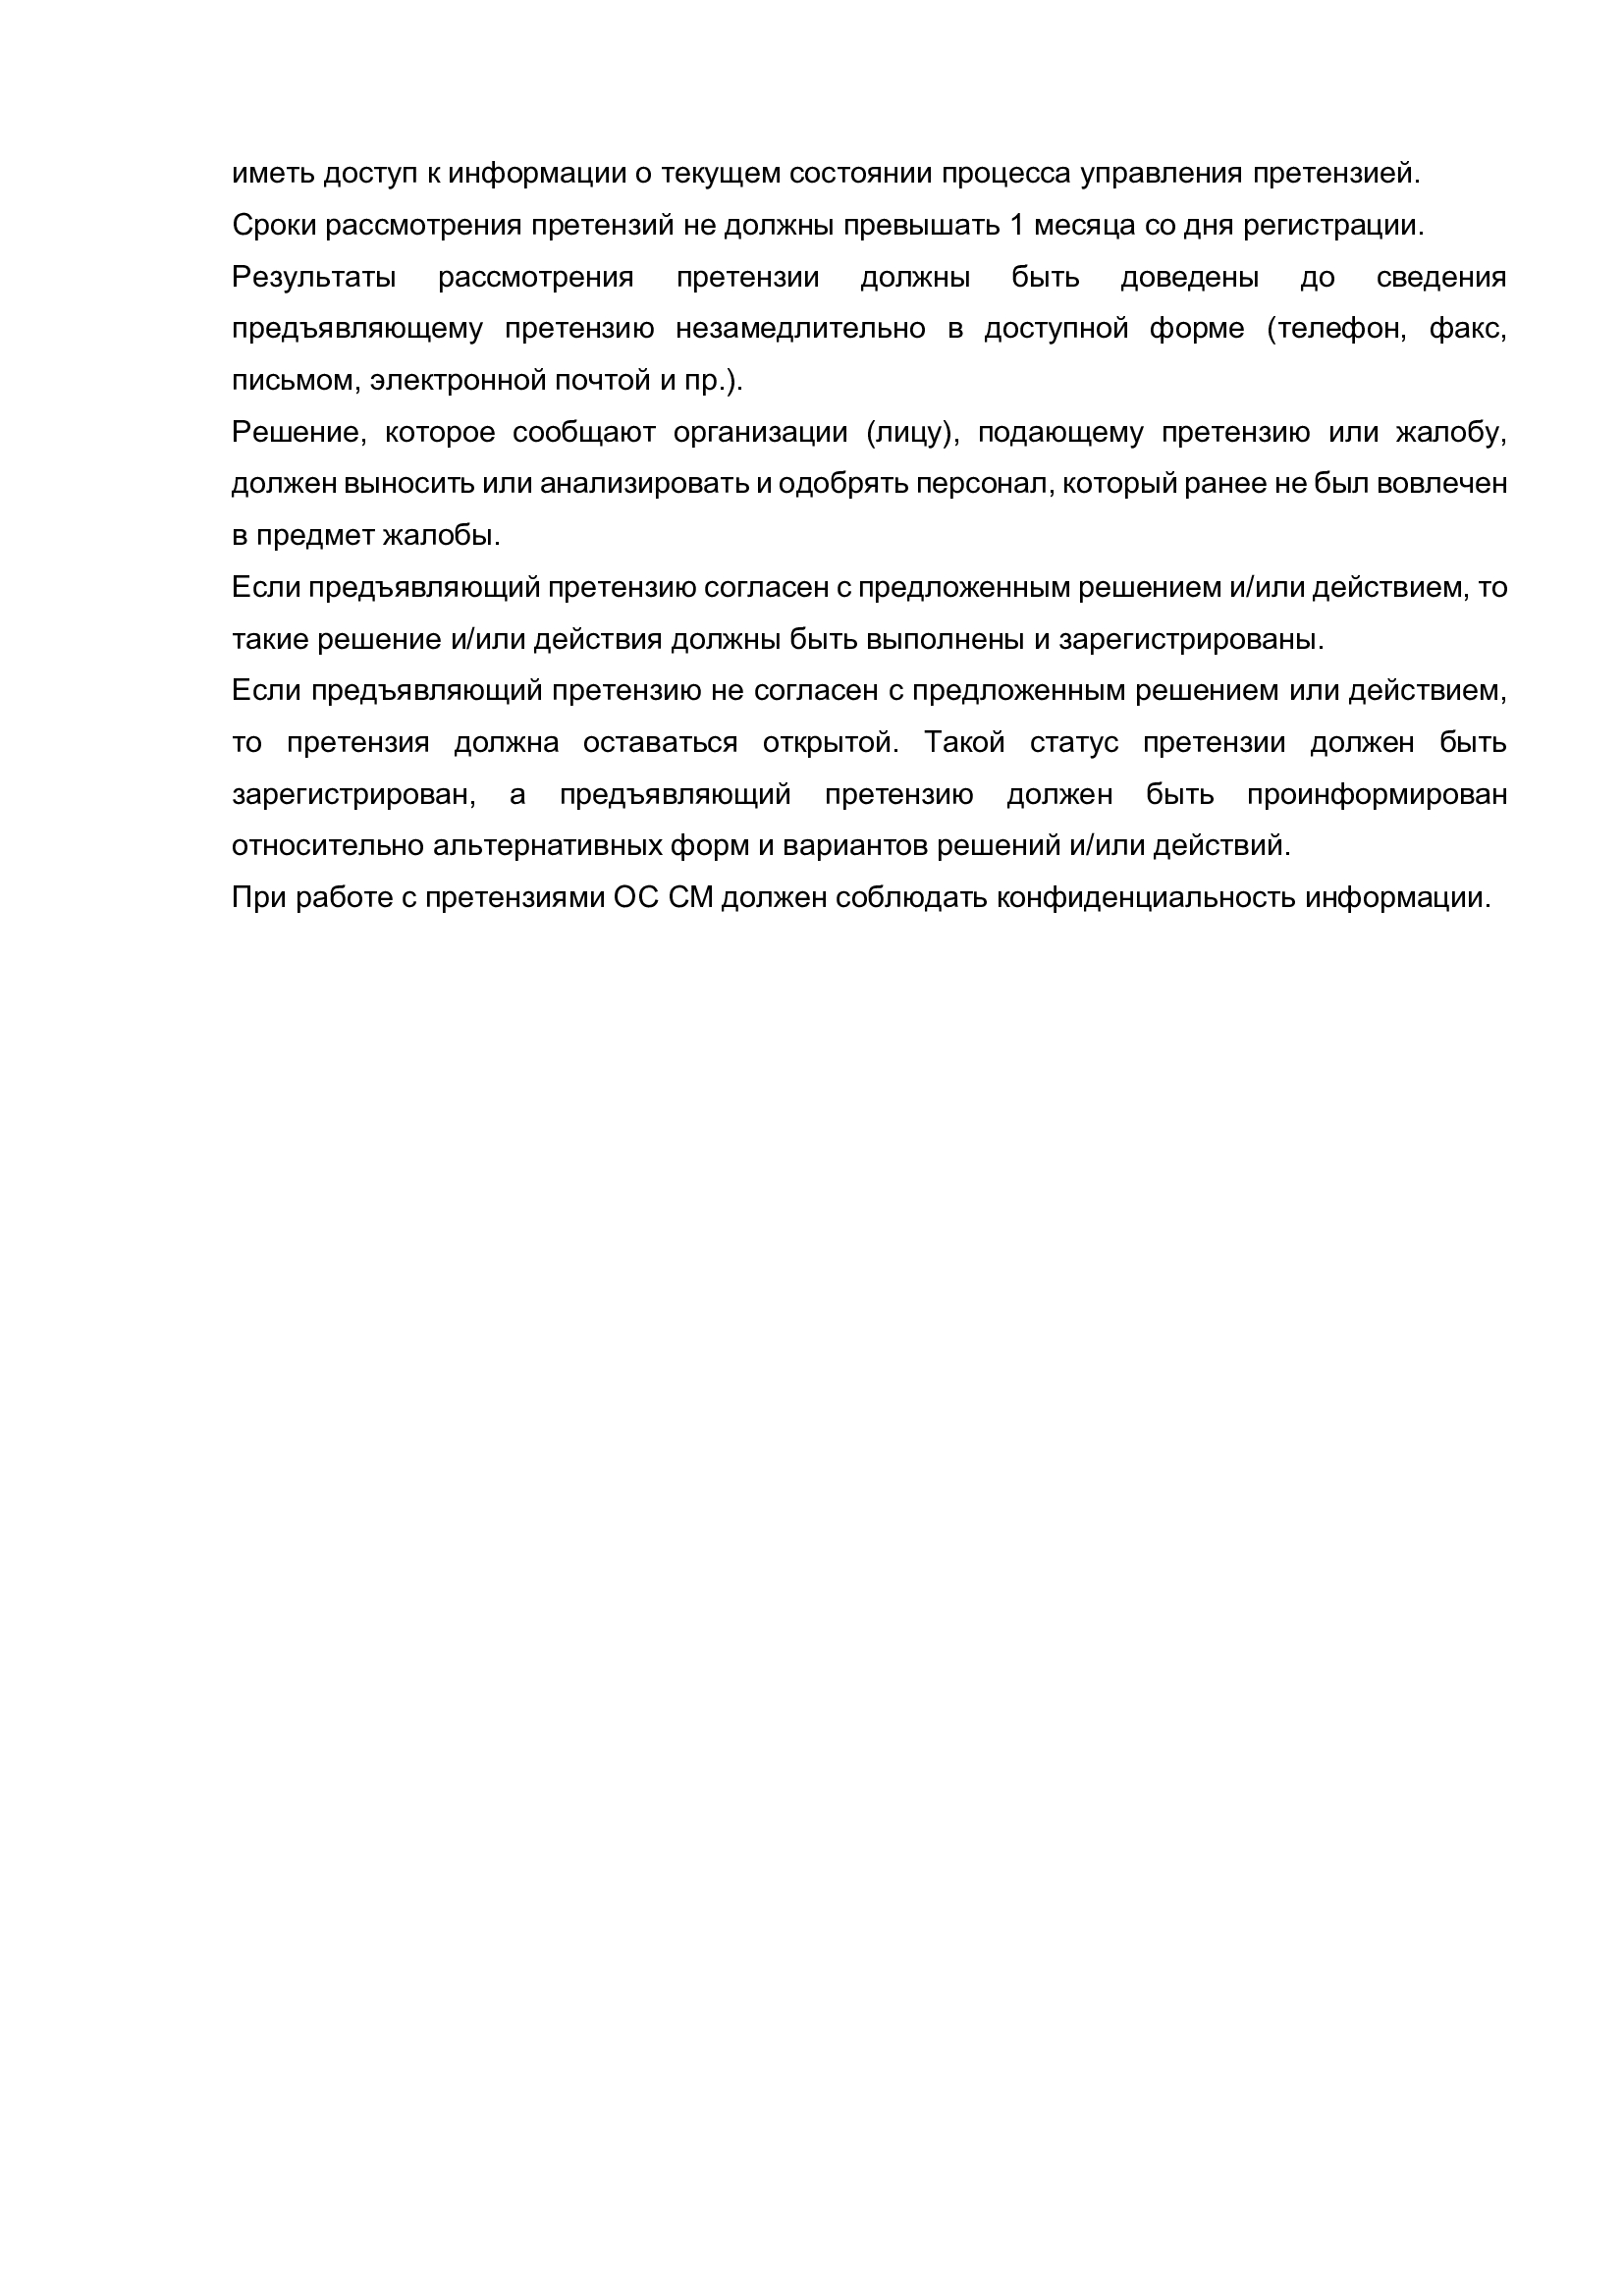 иметь доступ к информации о текущем состоянии процесса управления претензией.
Сроки рассмотрения претензий не должны превышать 1 месяца со дня регистрации.
Результаты рассмотрения претензии должны быть доведены до сведения
предъявляющему претензию незамедлительно в доступной форме (телефон, факс,
письмом, электронной почтой и пр.).
Решение, которое сообщают организации (лицу), подающему претензию или жалобу,
должен выносить или анализировать и одобрять персонал, который ранее не был вовлечен
в предмет жалобы.
Если предъявляющий претензию согласен с предложенным решением и/или действием, то
такие решение и/или действия должны быть выполнены и зарегистрированы.
Если предъявляющий претензию не согласен с предложенным решением или действием,
то претензия должна оставаться открытой. Такой статус претензии должен быть
зарегистрирован, а предъявляющий претензию должен быть проинформирован
относительно альтернативных форм и вариантов решений и/или действий.
При работе с претензиями ОС СМ должен соблюдать конфиденциальность информации.